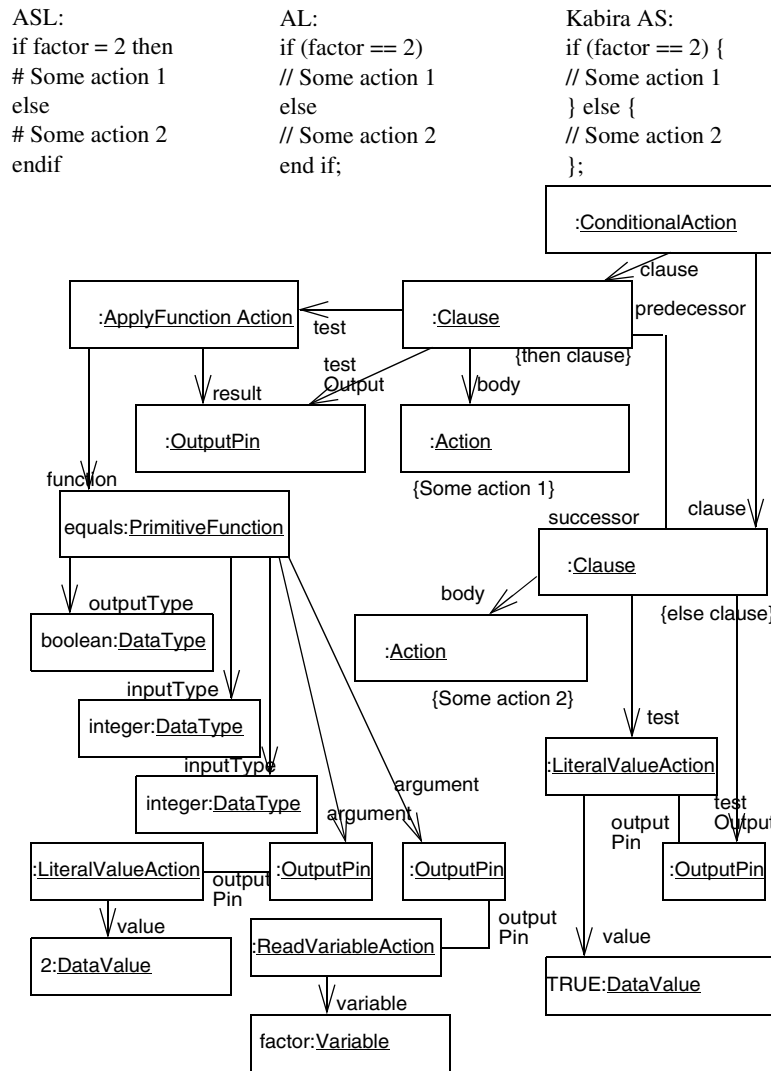 ASL:
if factor = 2 then
# Some action 1
else
# Some action 2
endif
AL:
if (factor == 2)
// Some action 1
else
// Some action 2
end if;
Kabira AS:
if (factor == 2) {
// Some action 1
} else {
// Some action 2
};
:ConditionalAction
clause
predecessor
:ApplyFunction Action
test
:Clause
{then clause}
test
Output
body
result
:OutputPin
:Action
{Some action 1}
function
equals:PrimitiveFunction
successor
clause
:Clause
{else clause}
body
outputType
boolean:DataType
:Action
{Some action 2}
inputType
integer:DataType
test
inputType
integer:DataType
argument
argument
:LiteralValueAction
output
Pin
test
Output
:LiteralValueAction
output
Pin
:OutputPin
:OutputPin
:OutputPin
value
2:DataValue
output
Pin
:ReadVariableAction
value
TRUE:DataValue
variable
factor:Variable